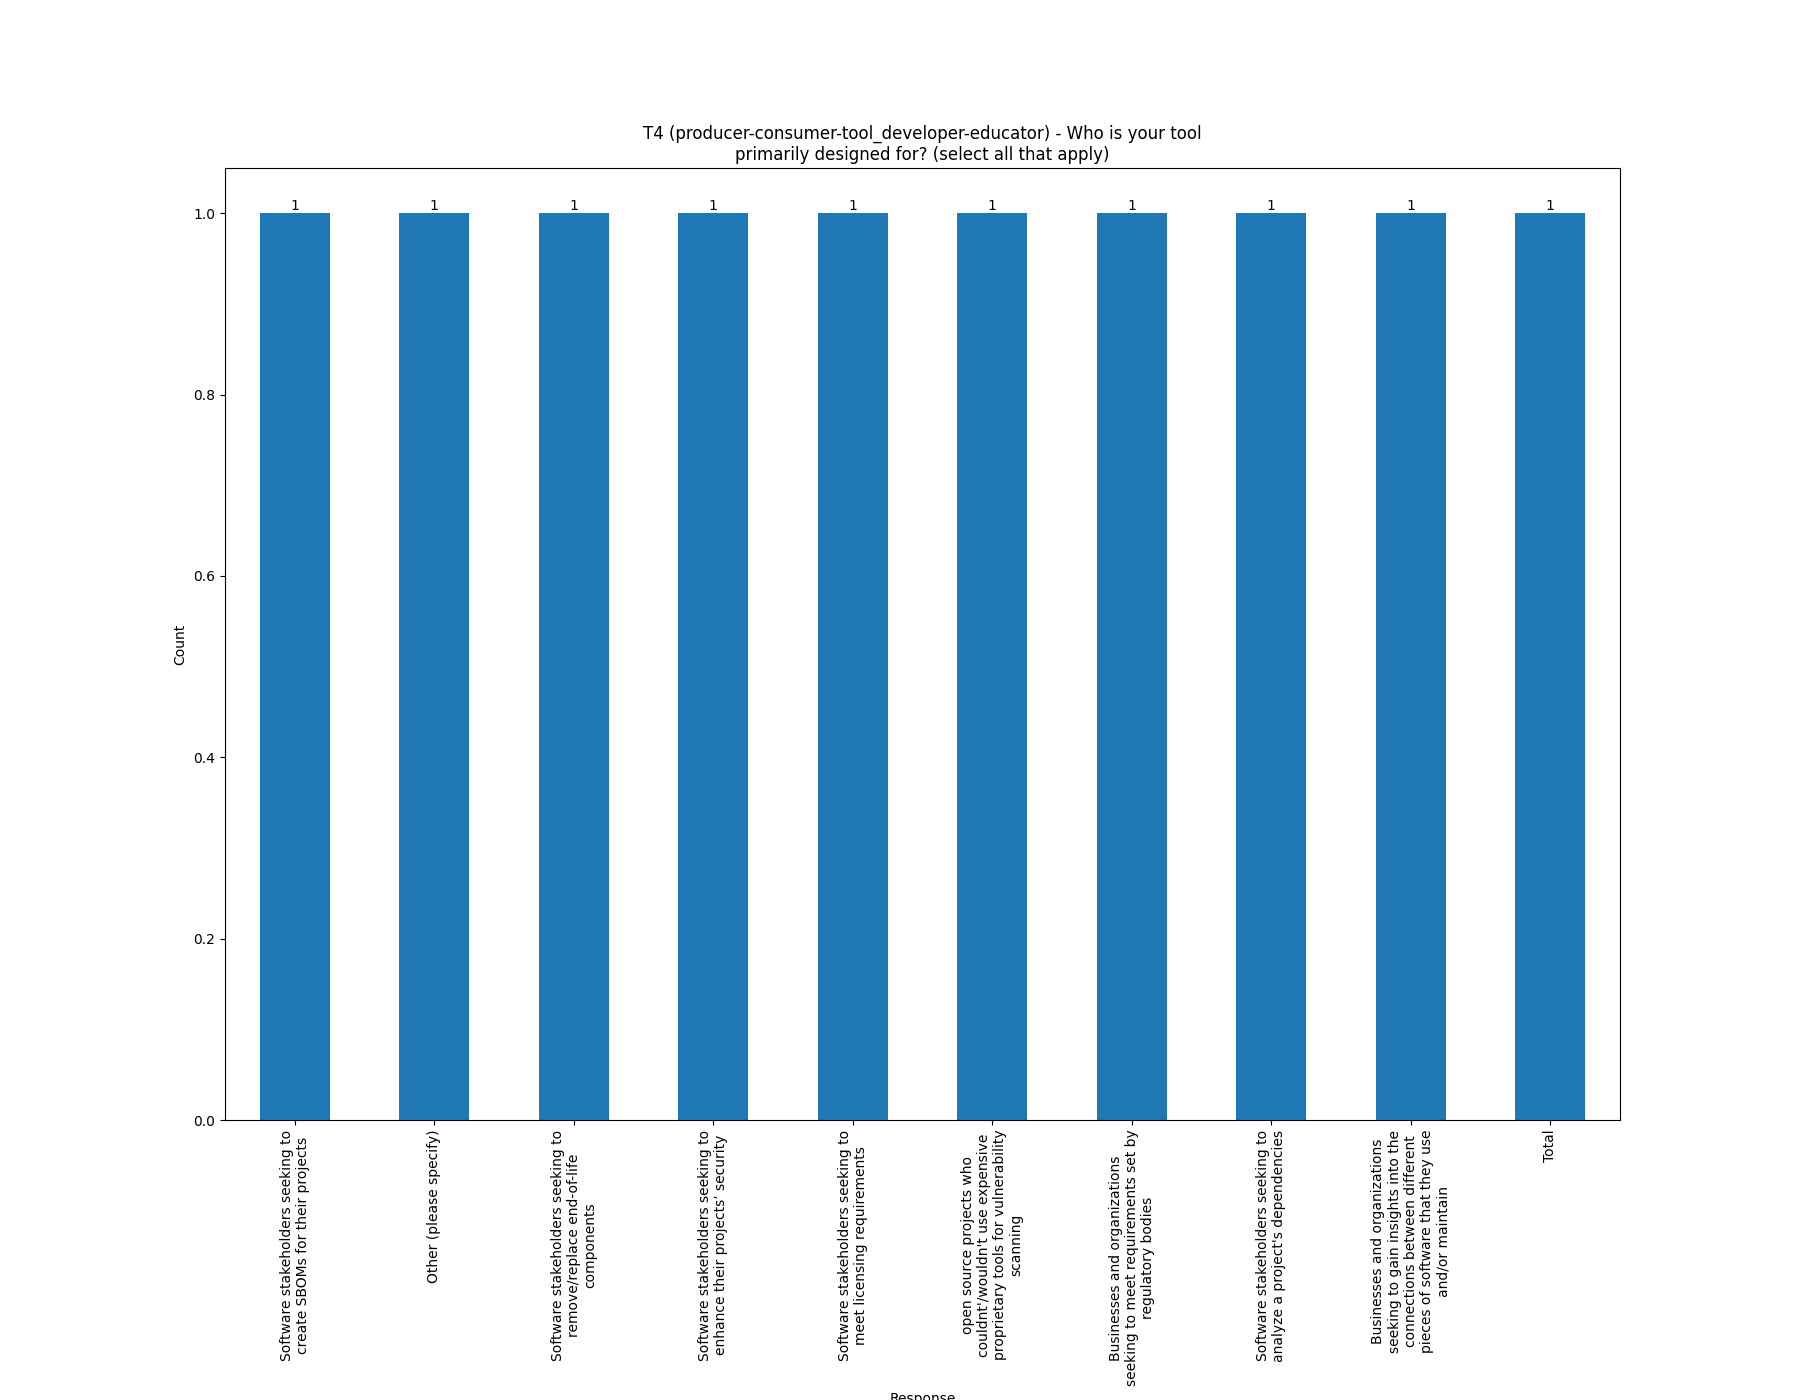 T4 (producer-consumer-tool_developer-educator) - Who is your tool
primarily designed for? (select all that apply)
1
1
1
1
1
1
1
1
1
1
1.0
0.8
0.6
0.4
0.2
0.0
Count
Software stakeholders seeking to
create SBOMs for their projects
Other (please specify)
Software stakeholders seeking to
remove/replace end-of-life
components
Software stakeholders seeking to
enhance their projects’ security
Software stakeholders seeking to
meet licensing requirements
open source projects who
couldnt'/wouldn't use expensive
proprietary tools for vulnerability
scanning
Businesses and organizations
seeking to meet requirements set by
regulatory bodies
Software stakeholders seeking to
analyze a project's dependencies
Businesses and organizations
seeking to gain insights into the
connections between different
pieces of software that they use
and/or maintain
Total
Response